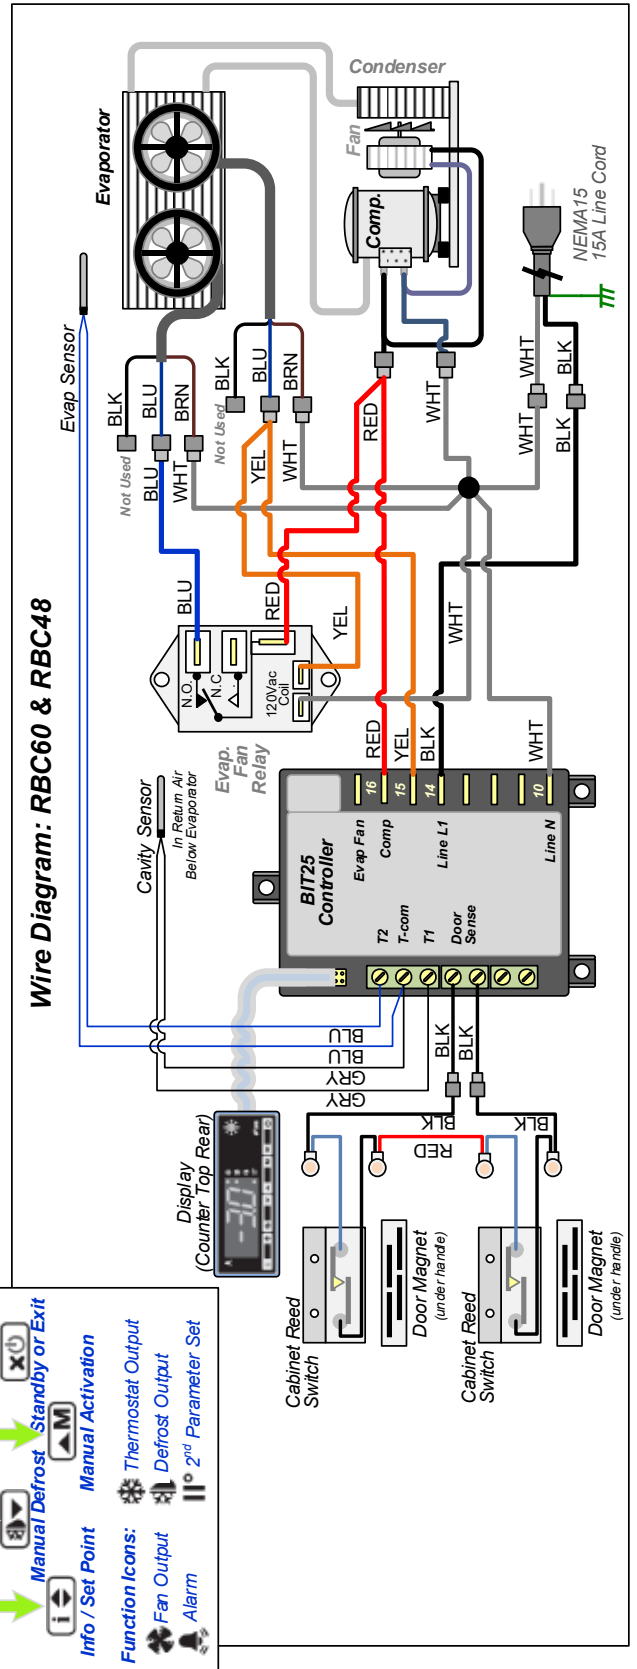 Wire Diagram: RBC60 & RBC48
Evap Sensor
Evaporator
Condenser
Fan
Comp.
NEMA15
15A Line Cord
BLK
BLU
BRN
Not Used
BLU
WHT
BLK
BLU
BRN
Not Used
YEL
WHT
RED
WHT
WHT
BLK
WHT
BLK
BLU
RED
YEL
WHT
N.O.
N.C
120Vac
Coil
Evap.
Fan
Relay
RED
YEL
BLK
WHT
Cavity Sensor
In Return Air
Below Evaporator
BIT25
Controller
Evap Fan
16
Comp
15
14
Line L1
10
Line N
T2
T-com
T1
Door
Sense
BLU
BLU
GRY
GRY
BLK
BLK
BLK
RED
BLK
Display
(Counter Top Rear)
-30
Cabinet Reed
Switch
Door Magnet
(under handle)
Cabinet Reed
Switch
Door Magnet
(under handle)
Manual Defrost
Standby or Exit
i
M
Info / Set Point
Manual Activation
Function Icons:
Thermostat Output
Fan Output
Defrost Output
Alarm
2nd Parameter Set